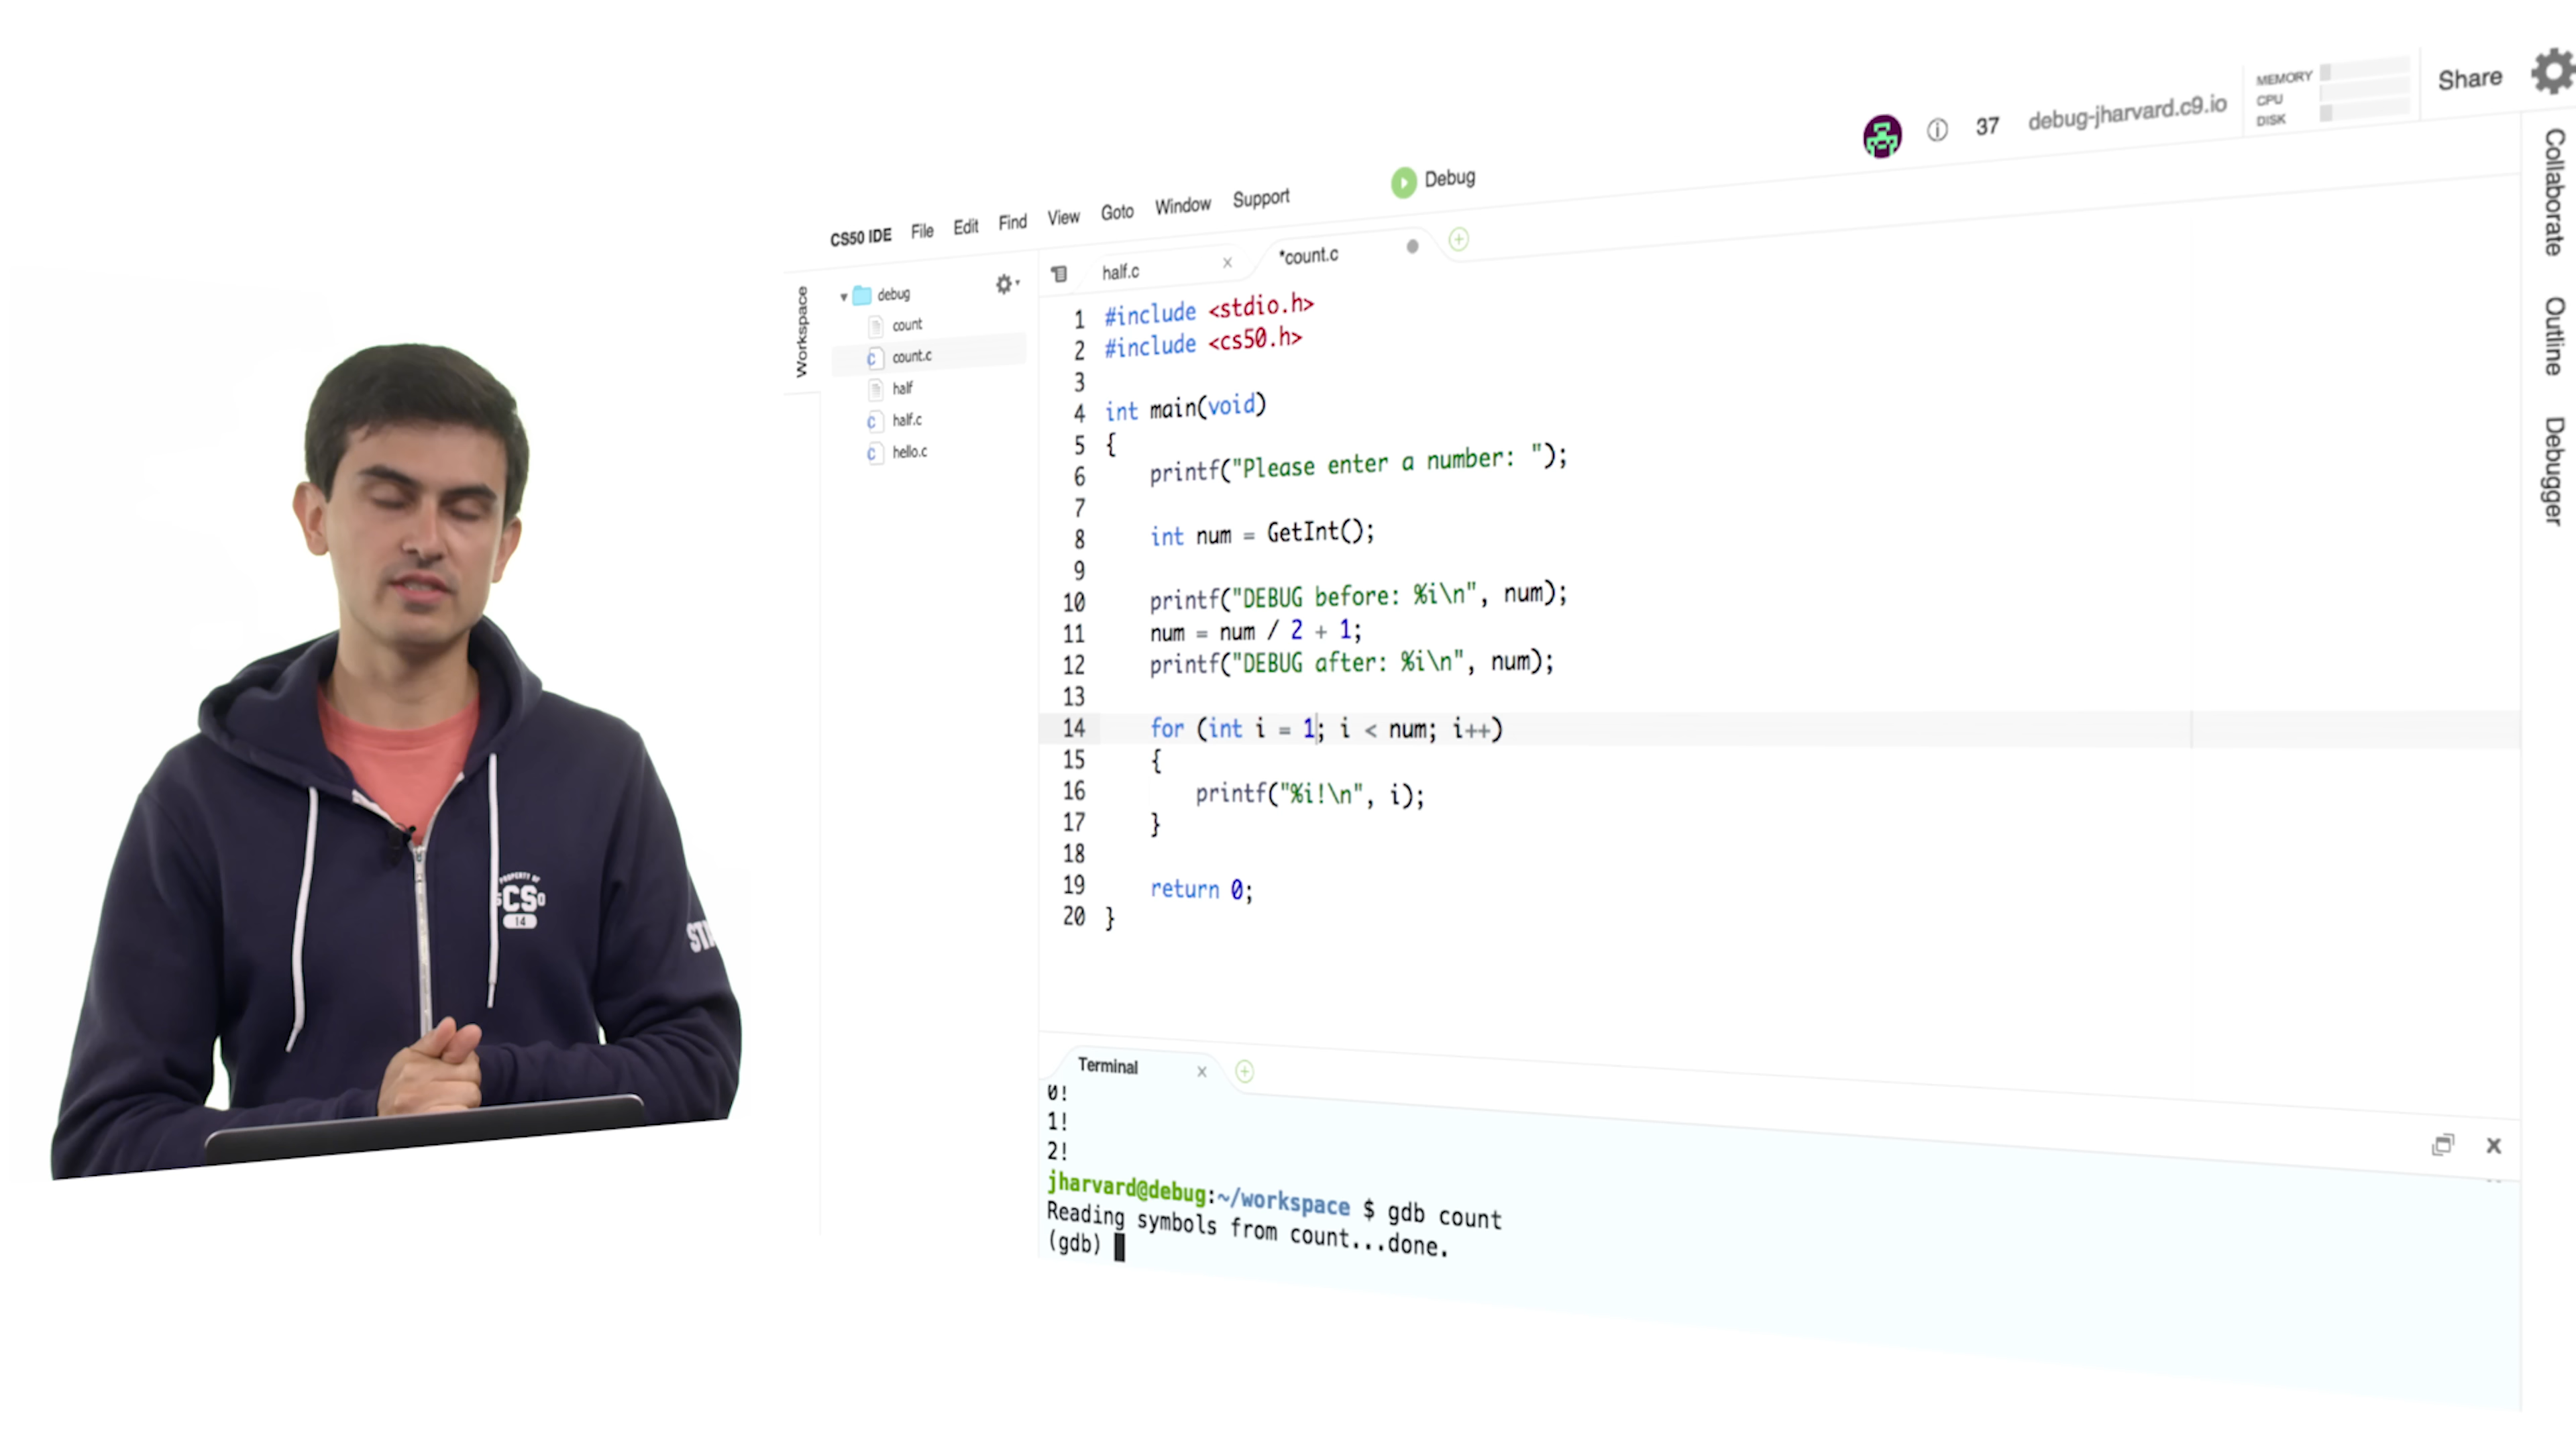 MEMORY
CPU
DISK
Share
debug-jharvard.c9.io
37
Debug
CS50 IDE File Edit Find View Goto Window Support
Collaborate
Outline
Debugger
Workspace
debug
count
count.c
half
half.c
hello.c
half.c x *count.c
1 #include <stdio.h>
2 #include <cs50.h>
3
4 int main(void)
5 {
6 printf("Please enter a number: ");
7
8 int num = GetInt();
9
10 printf("DEBUG before: %i\n", num);
11 num = num / 2 + 1;
12 printf("DEBUG after: %i\n", num);
13
14 for (int i = 1; i < num; i++)
15 {
16 printf("%i!\n", i);
17 }
18
19 return 0;
20 }
Terminal x
0!
1!
2!
jharvard@debug:~/workspace $ gdb count
Reading symbols from count...done.
(gdb)
PROPERTY OF
CS
14